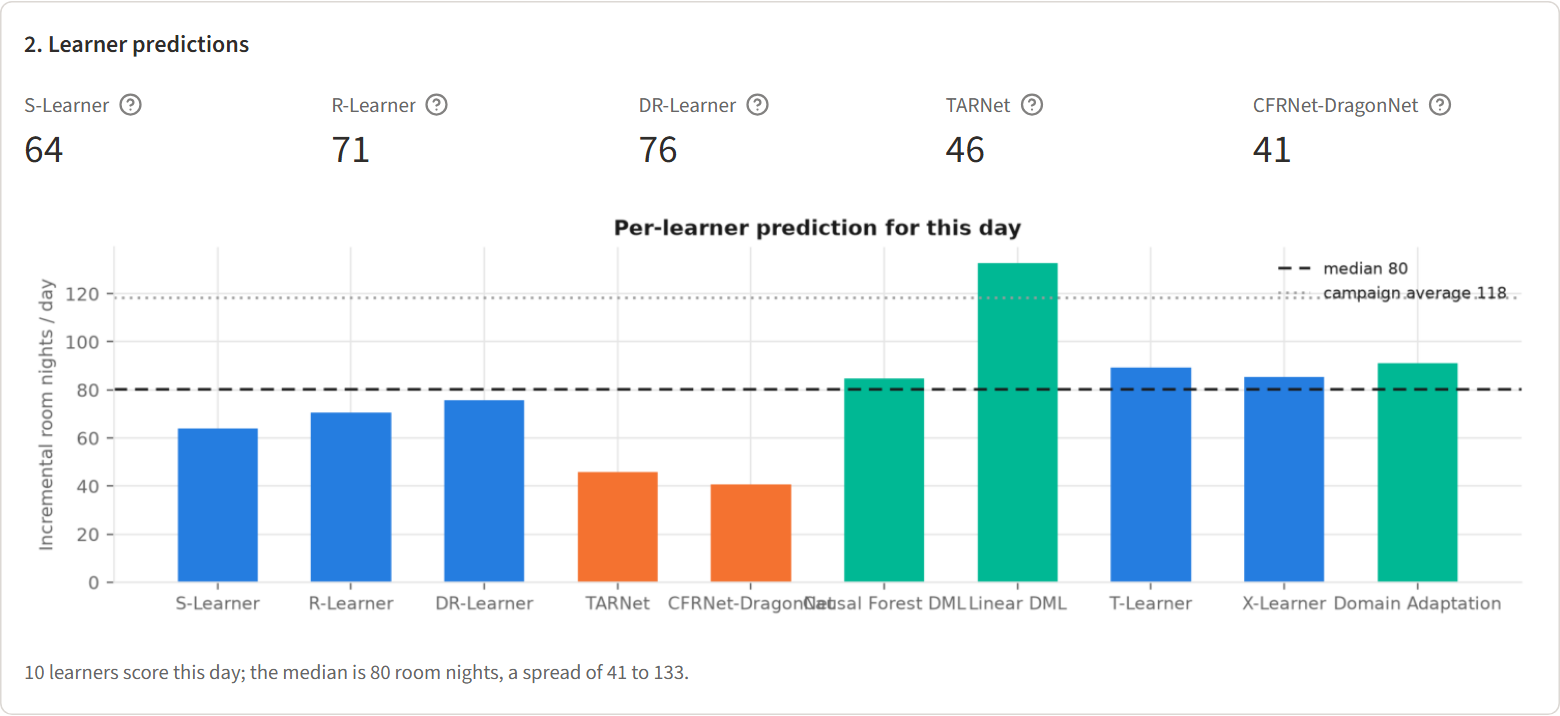 2. Learner predictions
S-Learner ?
R-Learner ?
DR-Learner ?
TARNet ?
CFRNet-DragonNet ?
64
71
76
46
41
Per-learner prediction for this day
Incremental room nights / day
120
100
80
60
40
20
0
median 80
campaign average 118
S-Learner
R-Learner
DR-Learner
TARNet
CFRNet-DragonNet
Causal Forest DML
Linear DML
T-Learner
X-Learner
Domain Adaptation
10 learners score this day; the median is 80 room nights, a spread of 41 to 133.